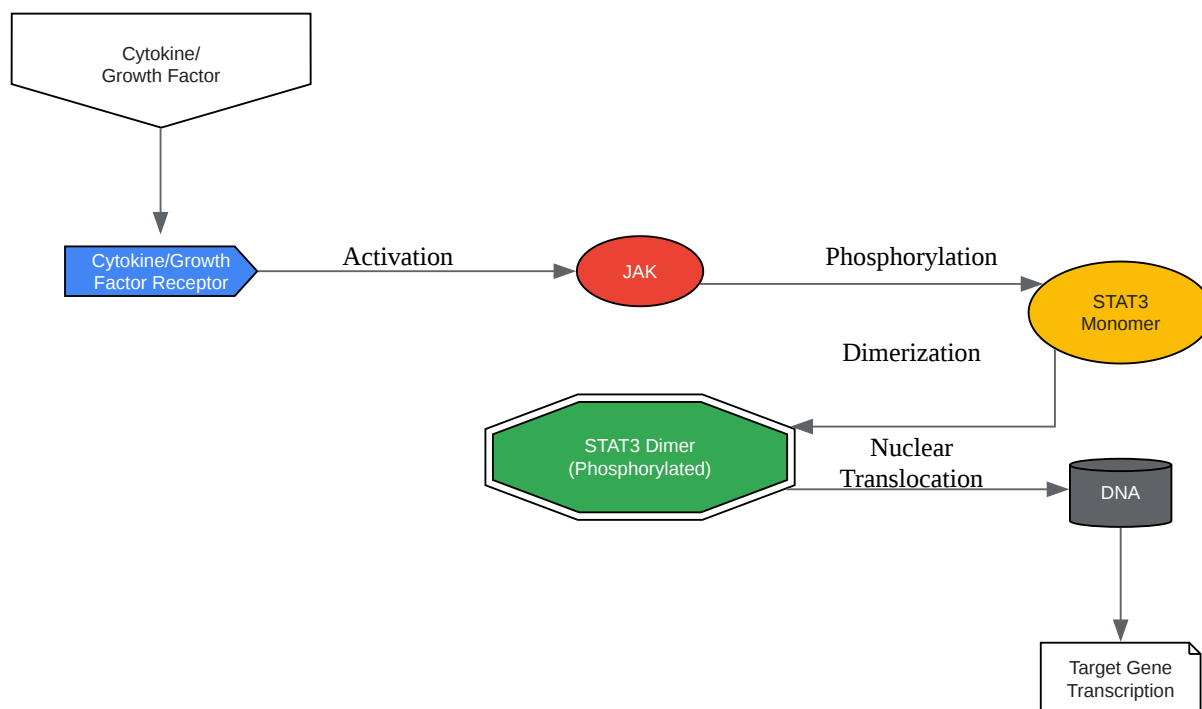 Cytokine/
Growth Factor
Cytokine/Growth
Factor Receptor
Activation
JAK
Phosphorylation
STAT3
Monomer
Dimerization
STAT3 Dimer
(Phosphorylated)
Nuclear
Translocation
DNA
Target Gene
Transcription